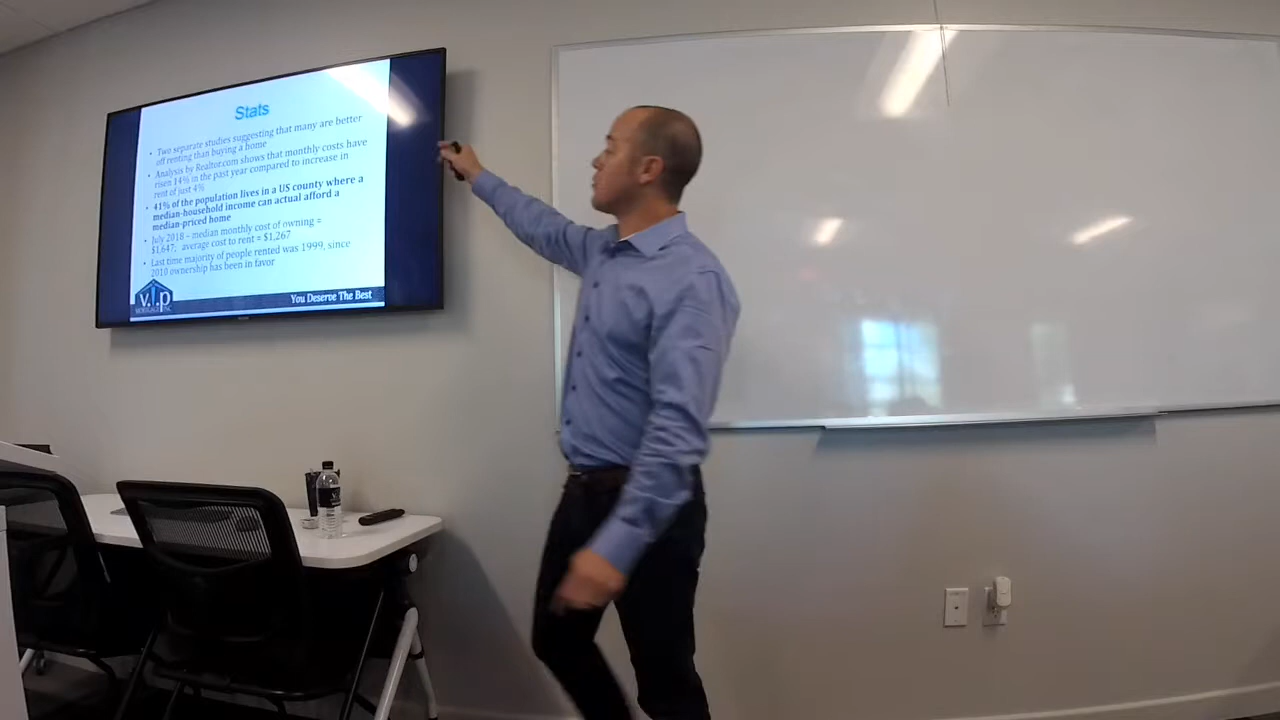 Stats
• Two separate studies suggesting that many are better
off renting than buying a home
• Analysis by Realtor.com shows that monthly costs have
risen 14% in the past year compared to increase in
rent of just 4%
• 41% of the population lives in a US county where a
median-household income can actual afford a
median-priced home
• July 2018 – median monthly cost of owning =
$1,647; average cost to rent = $1,267
• Last time majority of people rented was 1999, since
2010 ownership has been in favor
v.i.p
MORTGAGE INC
You Deserve The Best